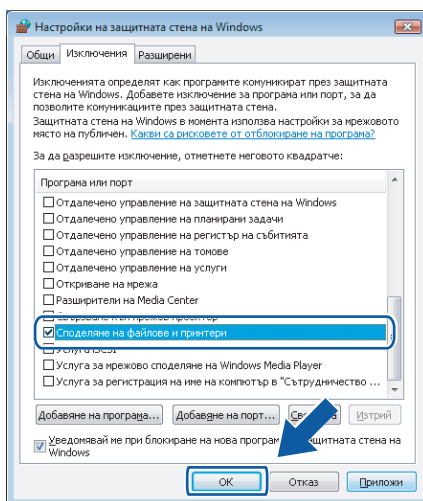 Настройки на защитната стена на Windows
Общи Изключения Разширени
Изключенията определят как програмите комуникират през защитната
стена на Windows. Добавете изключение за програма или порт, за да
позволите комуникациите през защитната стена.
Защитната стена на Windows в момента използва настройки за мрежовото
място на публичен. Какви са рисковете от отблокиране на програма?
За да разрешите изключение, отметнете неговото квадратче:
Програма или порт
Отдалечено управление на защитната стена на Windows
Отдалечено управление на планирани задачи
Отдалечено управление на регистър на събитията
Отдалечено управление на томове
Отдалечено управление на услуги
Откриване на мрежа
Разширители на Media Center
Споделяне на файлове и принтери
Услуга iSCSI
Услуга за мрежово споделяне на Windows Media Player
Услуга за регистрация на име на компютър в "Сътрудничество ...
Добавяне на програма... Добавяне на порт... Изтрий
Уведомявай ме при блокиране на нова стена на
Windows
OK Отказ Приложи